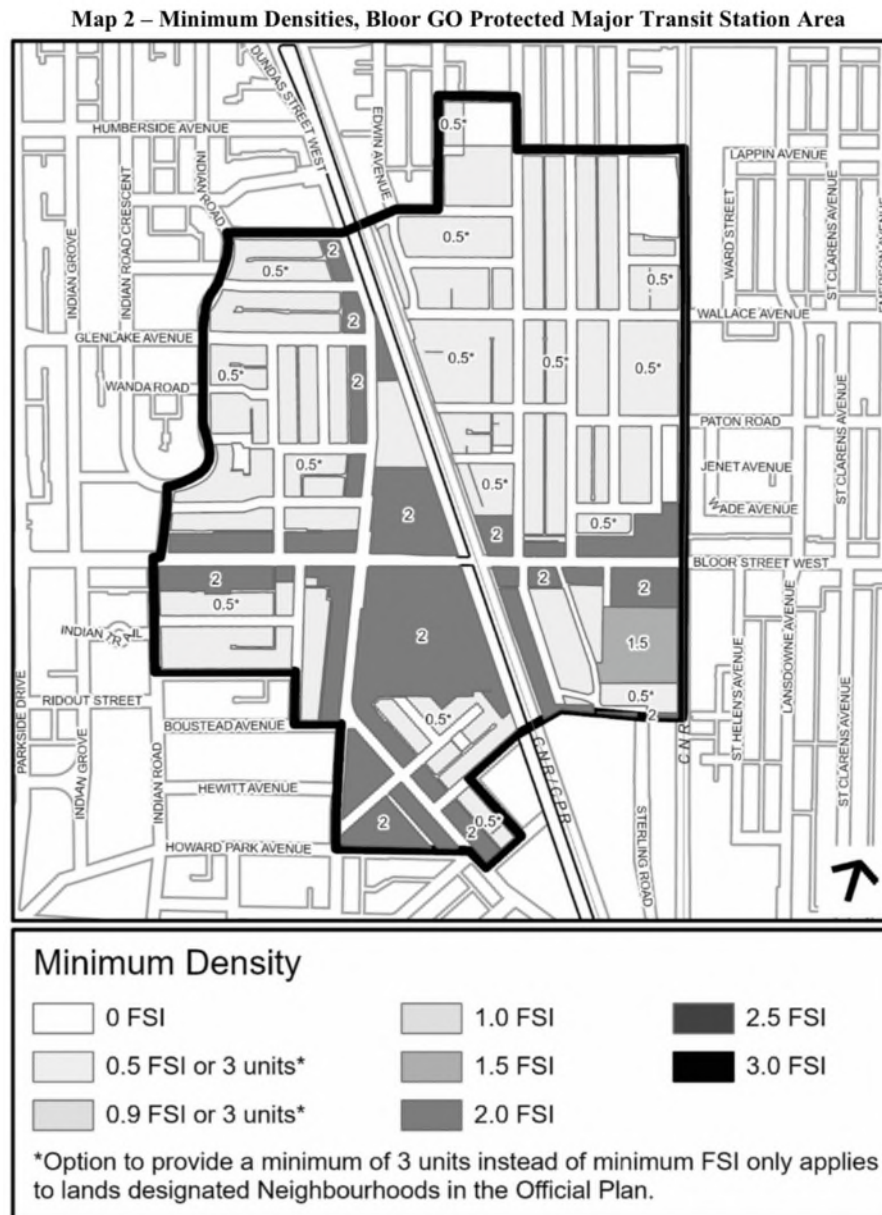 Map 2 – Minimum Densities, Bloor GO Protected Major Transit Station Area
DUNDAS STREET WEST
EDWIN AVENUE
HUMBERSIDE AVENUE
INDIAN ROAD
0.5*
LAPPIN AVENUE
INDIAN GROVE
INDIAN ROAD CRESCENT
WARD STREET
ST CLARENS AVENUE
EMERSON AVENUE
2
0.5*
0.5*
0.5*
2
WALLACE AVENUE
GLENLAKE AVENUE
0.5*
0.5*
0.5*
0.5*
2
WANDA ROAD
PATON ROAD
ST CLARENS AVENUE
0.5*
0.5*
JENET AVENUE
WADE AVENUE
2
2
0.5*
BLOOR STREET WEST
2
2
2
0.5*
INDIAN TRAIL
2
1.5
0.5*
2
PARKSIDE DRIVE
RIDOUT STREET
0.5*
BOUSTEAD AVENUE
INDIAN GROVE
INDIAN ROAD
HEWITT AVENUE
CNR/CPR
CNR
ST HELEN'S AVENUE
LANSDOWNE AVENUE
ST CLARENS AVENUE
2
2
0.5*
STERLING ROAD
HOWARD PARK AVENUE
Minimum Density
0 FSI
1.0 FSI
2.5 FSI
0.5 FSI or 3 units*
1.5 FSI
3.0 FSI
0.9 FSI or 3 units*
2.0 FSI
*Option to provide a minimum of 3 units instead of minimum FSI only applies
to lands designated Neighbourhoods in the Official Plan.